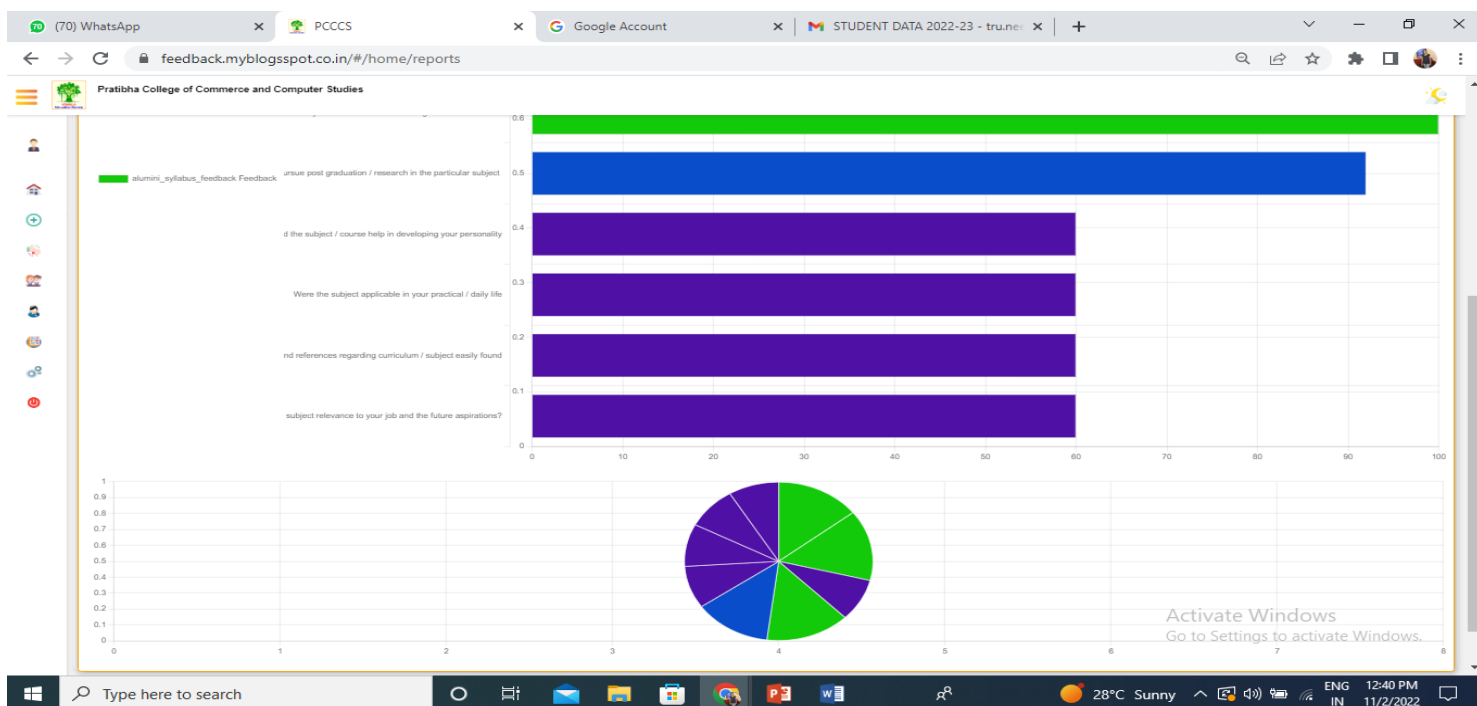 70 (70) WhatsApp
PCCCS
Google Account
STUDENT DATA 2022-23 - tru.nee
feedback.myblogsspot.co.in/#/home/reports
Pratibha College of Commerce and Computer Studies
0.6
alumini_syllabus_feedback Feedback
ursue post graduation / research in the particular subject
0.5
d the subject / course help in developing your personality
0.4
Were the subject applicable in your practical / daily life
0.3
nd references regarding curriculum / subject easily found
0.2
0.1
subject relevance to your job and the future aspirations?
0
0 10 20 30 40 50 60 70 80 90 100
1
0.9
0.8
0.7
0.6
0.5
0.4
0.3
0.2
0.1
0
0 1 2 3 4 5 6 7 8
Activate Windows
Go to Settings to activate Windows.
Type here to search
28°C Sunny
ENG
IN
12:40 PM
11/2/2022